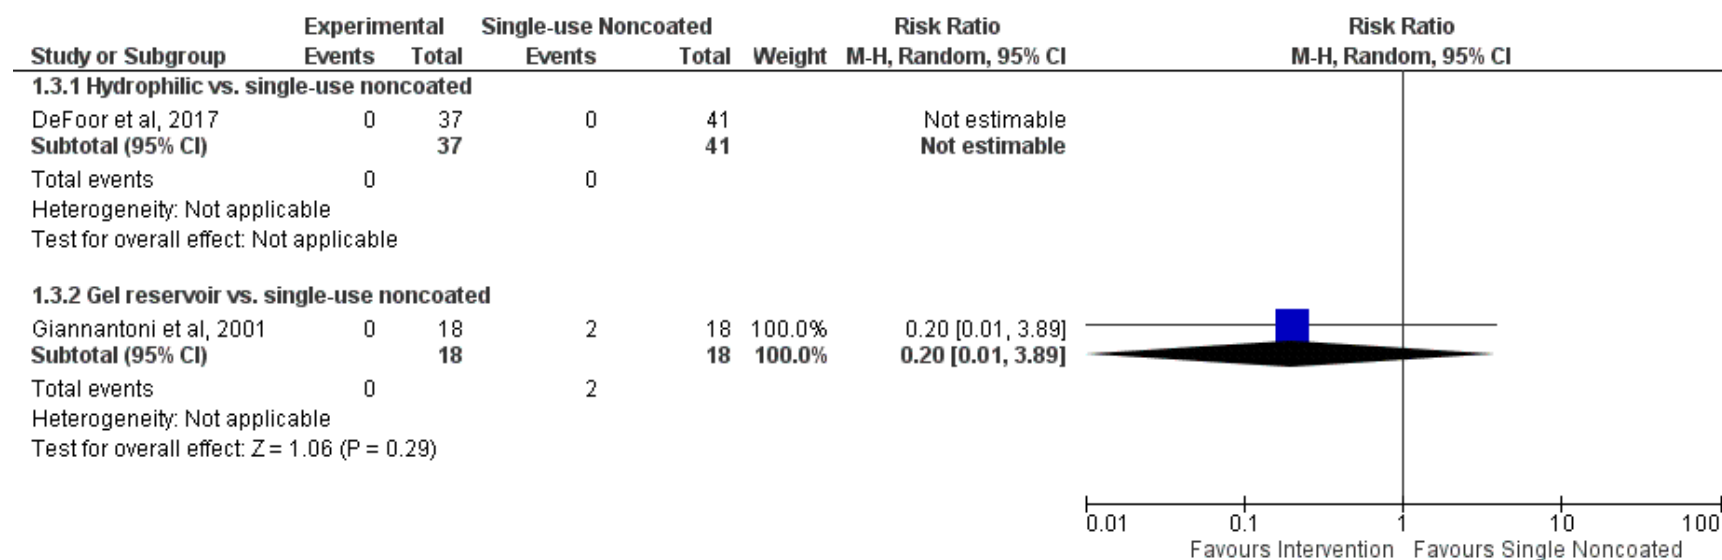 Experimental Single-use Noncoated Risk Ratio Risk Ratio
Study or Subgroup Events Total Events Total Weight M-H, Random, 95% CI M-H, Random, 95% CI
1.3.1 Hydrophilic vs. single-use noncoated
DeFoor et al, 2017 0 37 0 41 Not estimable
Subtotal (95% CI) 37 41 Not estimable
Total events 0 0
Heterogeneity: Not applicable
Test for overall effect: Not applicable
1.3.2 Gel reservoir vs. single-use noncoated
Giannantoni et al, 2001 0 18 2 18 100.0% 0.20 [0.01, 3.89]
Subtotal (95% CI) 18 18 100.0% 0.20 [0.01, 3.89]
Total events 0 2
Heterogeneity: Not applicable
Test for overall effect: Z = 1.06 (P = 0.29)
0.01 0.1 1 10 100
Favours Intervention Favours Single Noncoated